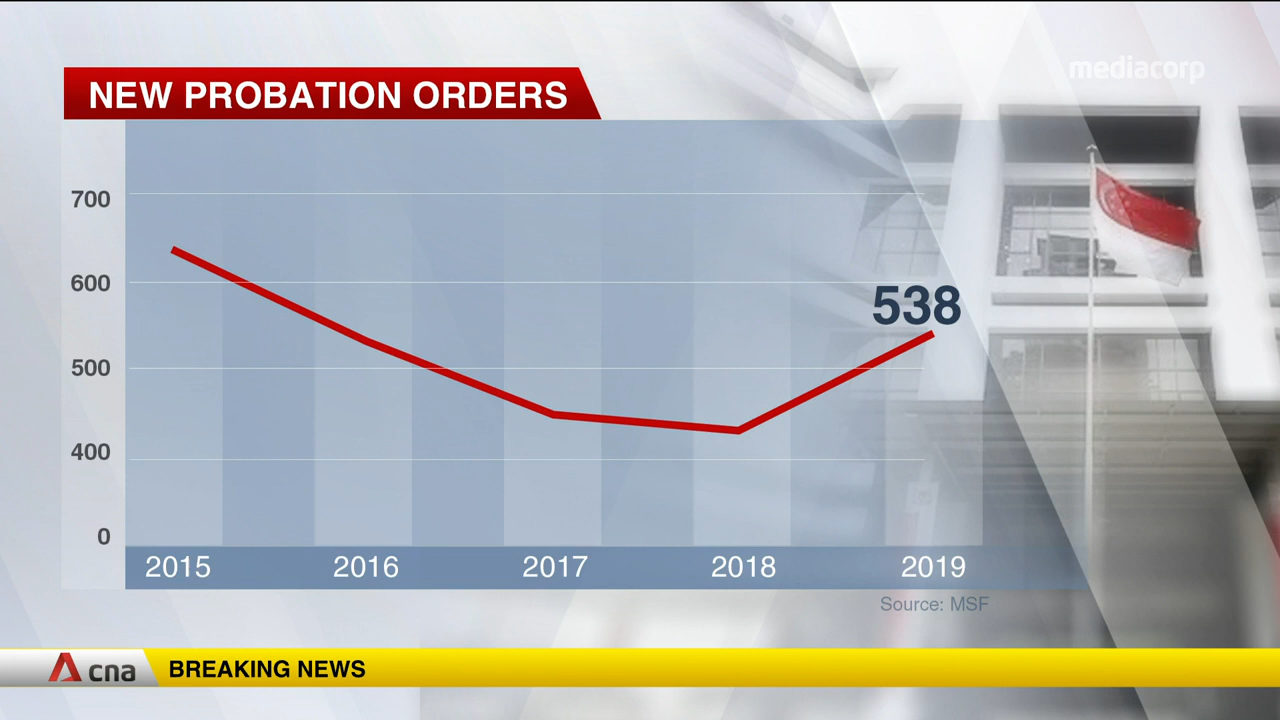 mediacorp
NEW PROBATION ORDERS
700
600
500
400
0
538
2015 2016 2017 2018 2019
Source: MSF
cna BREAKING NEWS